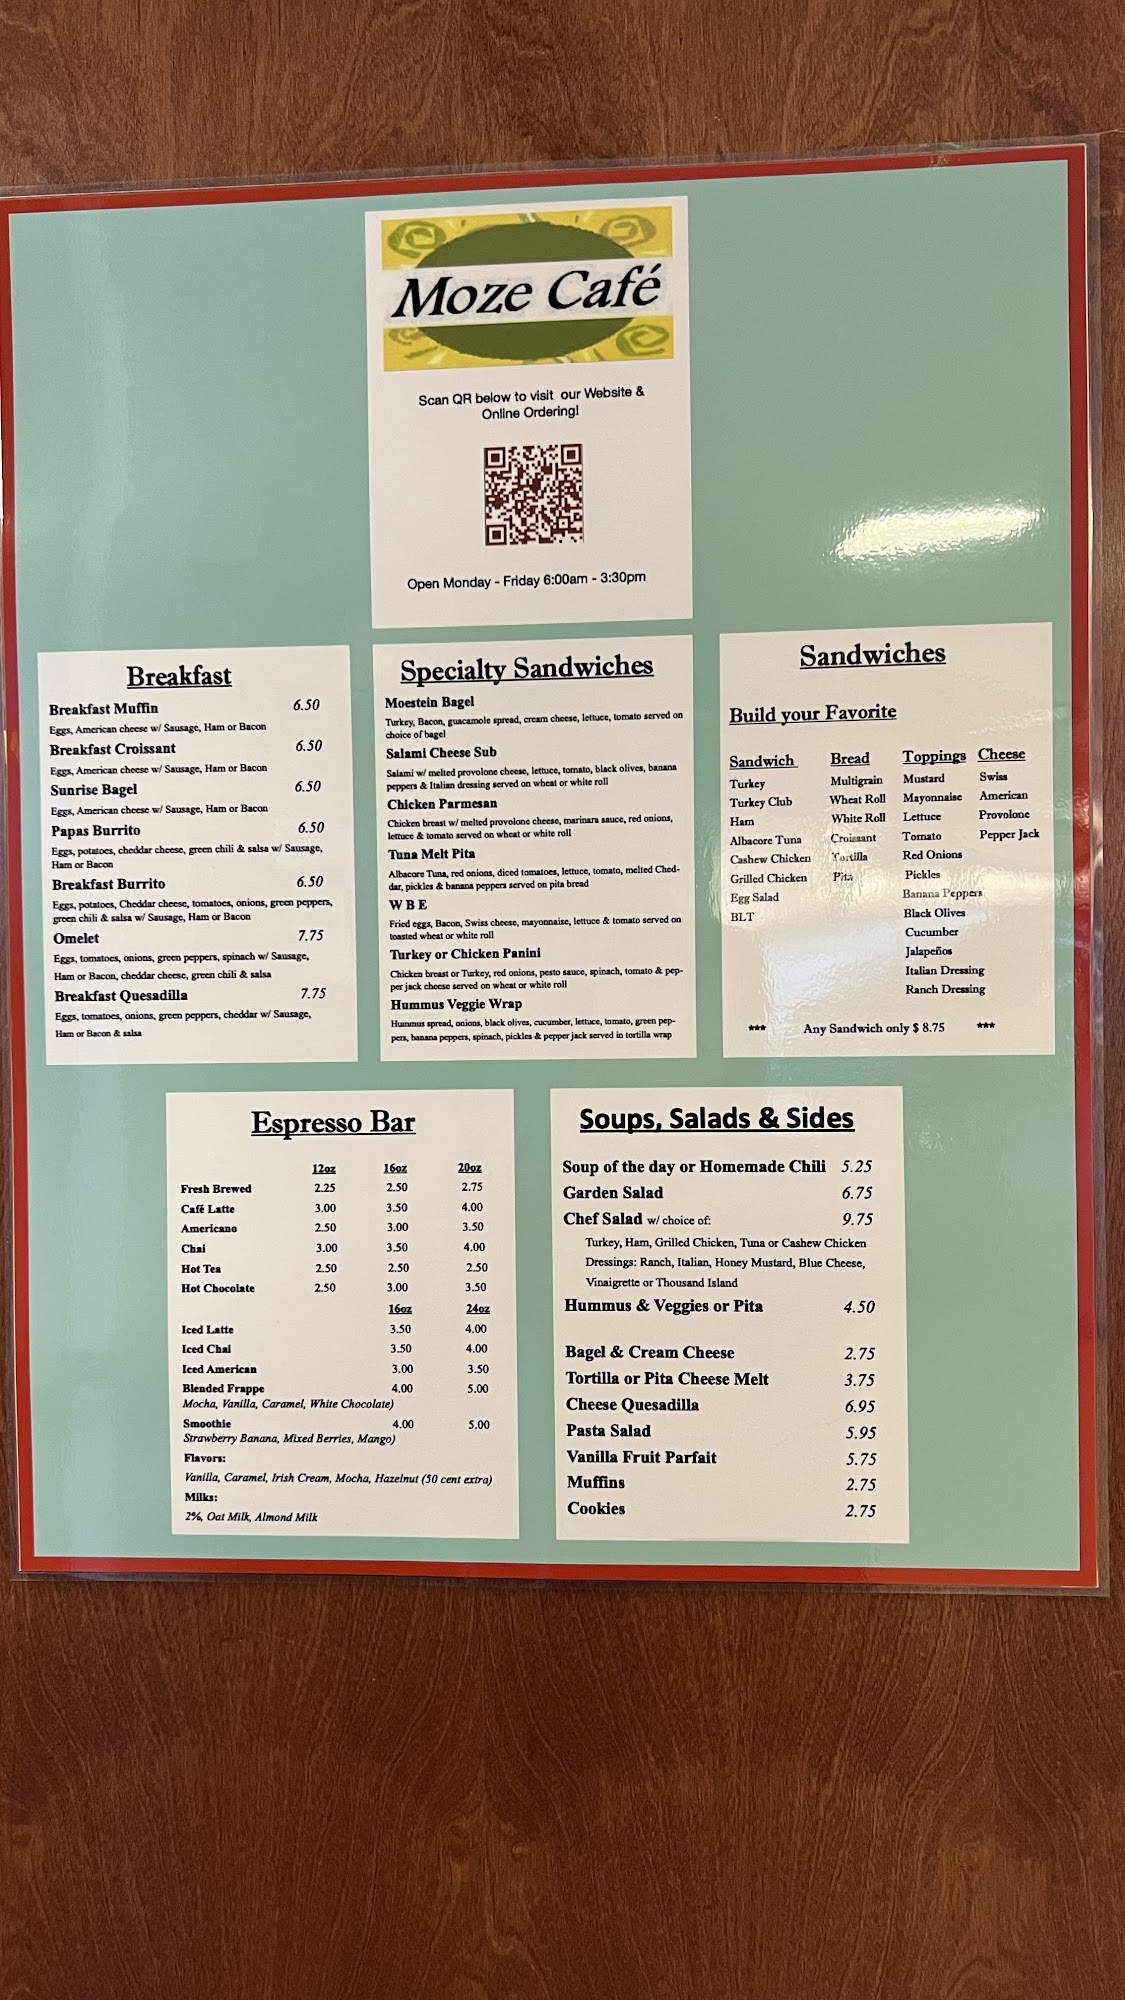 Moze Café
Scan QR below to visit our Website &
Online Ordering!
Open Monday - Friday 6:00am - 3:30pm
Breakfast
Breakfast Muffin 6.50
Eggs, American cheese w/ Sausage, Ham or Bacon
Breakfast Croissant 6.50
Eggs, American cheese w/ Sausage, Ham or Bacon
Sunrise Bagel 6.50
Eggs, American cheese w/ Sausage, Ham or Bacon
Papas Burrito 6.50
Eggs, potatoes, cheddar cheese, green chili & salsa w/ Sausage,
Ham or Bacon
Breakfast Burrito 6.50
Eggs, potatoes, Cheddar cheese, tomatoes, onions, green peppers,
green chili & salsa w/ Sausage, Ham or Bacon
Omelet 7.75
Eggs, tomatoes, onions, green peppers, spinach w/ Sausage,
Ham or Bacon, cheddar cheese, green chili & salsa
Breakfast Quesadilla 7.75
Eggs, tomatoes, onions, green peppers, cheddar w/ Sausage,
Ham or Bacon & salsa
Specialty Sandwiches
Moestein Bagel
Turkey, Bacon, guacamole spread, cream cheese, lettuce, tomato served on
choice of bagel
Salami Cheese Sub
Salami w/ melted provolone cheese, lettuce, tomato, black olives, banana
peppers & Italian dressing served on wheat or white roll
Chicken Parmesan
Chicken breast w/ melted provolone cheese, marinara sauce, red onions,
lettuce & tomato served on wheat or white roll
Tuna Melt Pita
Albacore Tuna, red onions, diced tomatoes, lettuce, tomato, melted Ched-
dar, pickles & banana peppers served on pita bread
W B E
Fried eggs, Bacon, Swiss cheese, mayonnaise, lettuce & tomato served on
toasted wheat or white roll
Turkey or Chicken Panini
Chicken breast or Turkey, red onions, pesto sauce, spinach, tomato & pep-
per jack cheese served on wheat or white roll
Hummus Veggie Wrap
Hummus spread, onions, black olives, cucumber, lettuce, tomato, green pep-
pers, banana peppers, spinach, pickles & pepper jack served in tortilla wrap
Sandwiches
Build your Favorite
Sandwich Bread Toppings Cheese
Turkey Multigrain Mustard Swiss
Turkey Club Wheat Roll Mayonnaise American
Ham White Roll Lettuce Provolone
Albacore Tuna Croissant Tomato Pepper Jack
Cashew Chicken Tortilla Red Onions
Grilled Chicken Pita Pickles
Egg Salad Banana Peppers
BLT Black Olives
Cucumber
Jalapeños
Italian Dressing
Ranch Dressing
*** Any Sandwich only $ 8.75 ***
Espresso Bar
12oz 16oz 20oz
Fresh Brewed 2.25 2.50 2.75
Café Latte 3.00 3.50 4.00
Americano 2.50 3.00 3.50
Chai 3.00 3.50 4.00
Hot Tea 2.50 2.50 2.50
Hot Chocolate 2.50 3.00 3.50
16oz 24oz
Iced Latte 3.50 4.00
Iced Chai 3.50 4.00
Iced American 3.00 3.50
Blended Frappe 4.00 5.00
Mocha, Vanilla, Caramel, White Chocolate)
Smoothie 4.00 5.00
Strawberry Banana, Mixed Berries, Mango)
Flavors:
Vanilla, Caramel, Irish Cream, Mocha, Hazelnut (50 cent extra)
Milks:
2%, Oat Milk, Almond Milk
Soups, Salads & Sides
Soup of the day or Homemade Chili 5.25
Garden Salad 6.75
Chef Salad w/ choice of: 9.75
Turkey, Ham, Grilled Chicken, Tuna or Cashew Chicken
Dressings: Ranch, Italian, Honey Mustard, Blue Cheese,
Vinaigrette or Thousand Island
Hummus & Veggies or Pita 4.50
Bagel & Cream Cheese 2.75
Tortilla or Pita Cheese Melt 3.75
Cheese Quesadilla 6.95
Pasta Salad 5.95
Vanilla Fruit Parfait 5.75
Muffins 2.75
Cookies 2.75